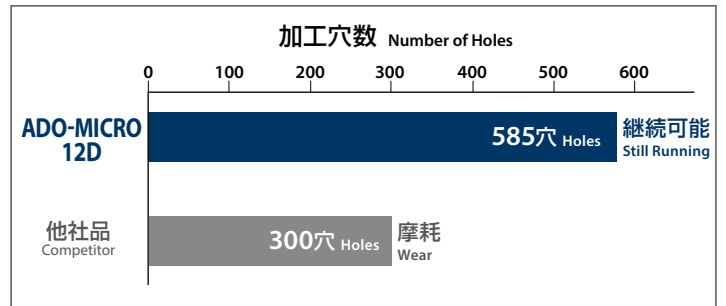 加工穴数 Number of Holes
0 100 200 300 400 500 600
ADO-MICRO
12D
585穴 Holes
継続可能
Still Running
他社品
Competitor
300穴 Holes
摩耗
Wear